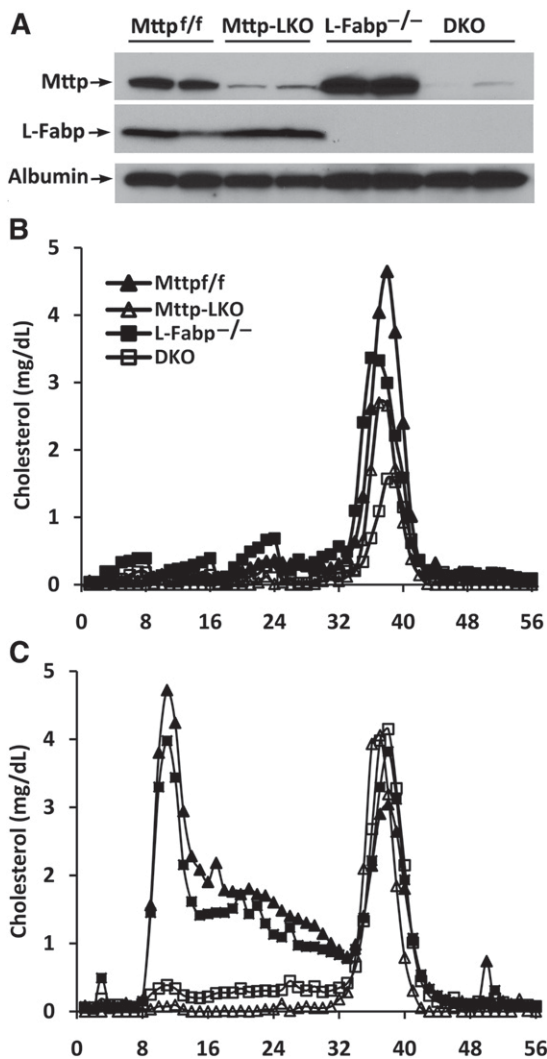 A
Mttpf/f Mttp-LKO L-Fabp−/− DKO
Mttp→
L-Fabp→
Albumin→
B
Cholesterol (mg/dL)
5
4
3
2
1
0
Mttpf/f
Mttp-LKO
L-Fabp−/−
DKO
1 8 16 24 32 40 48 56
C
Cholesterol (mg/dL)
5
4
3
2
1
0
0 8 16 24 32 40 48 56